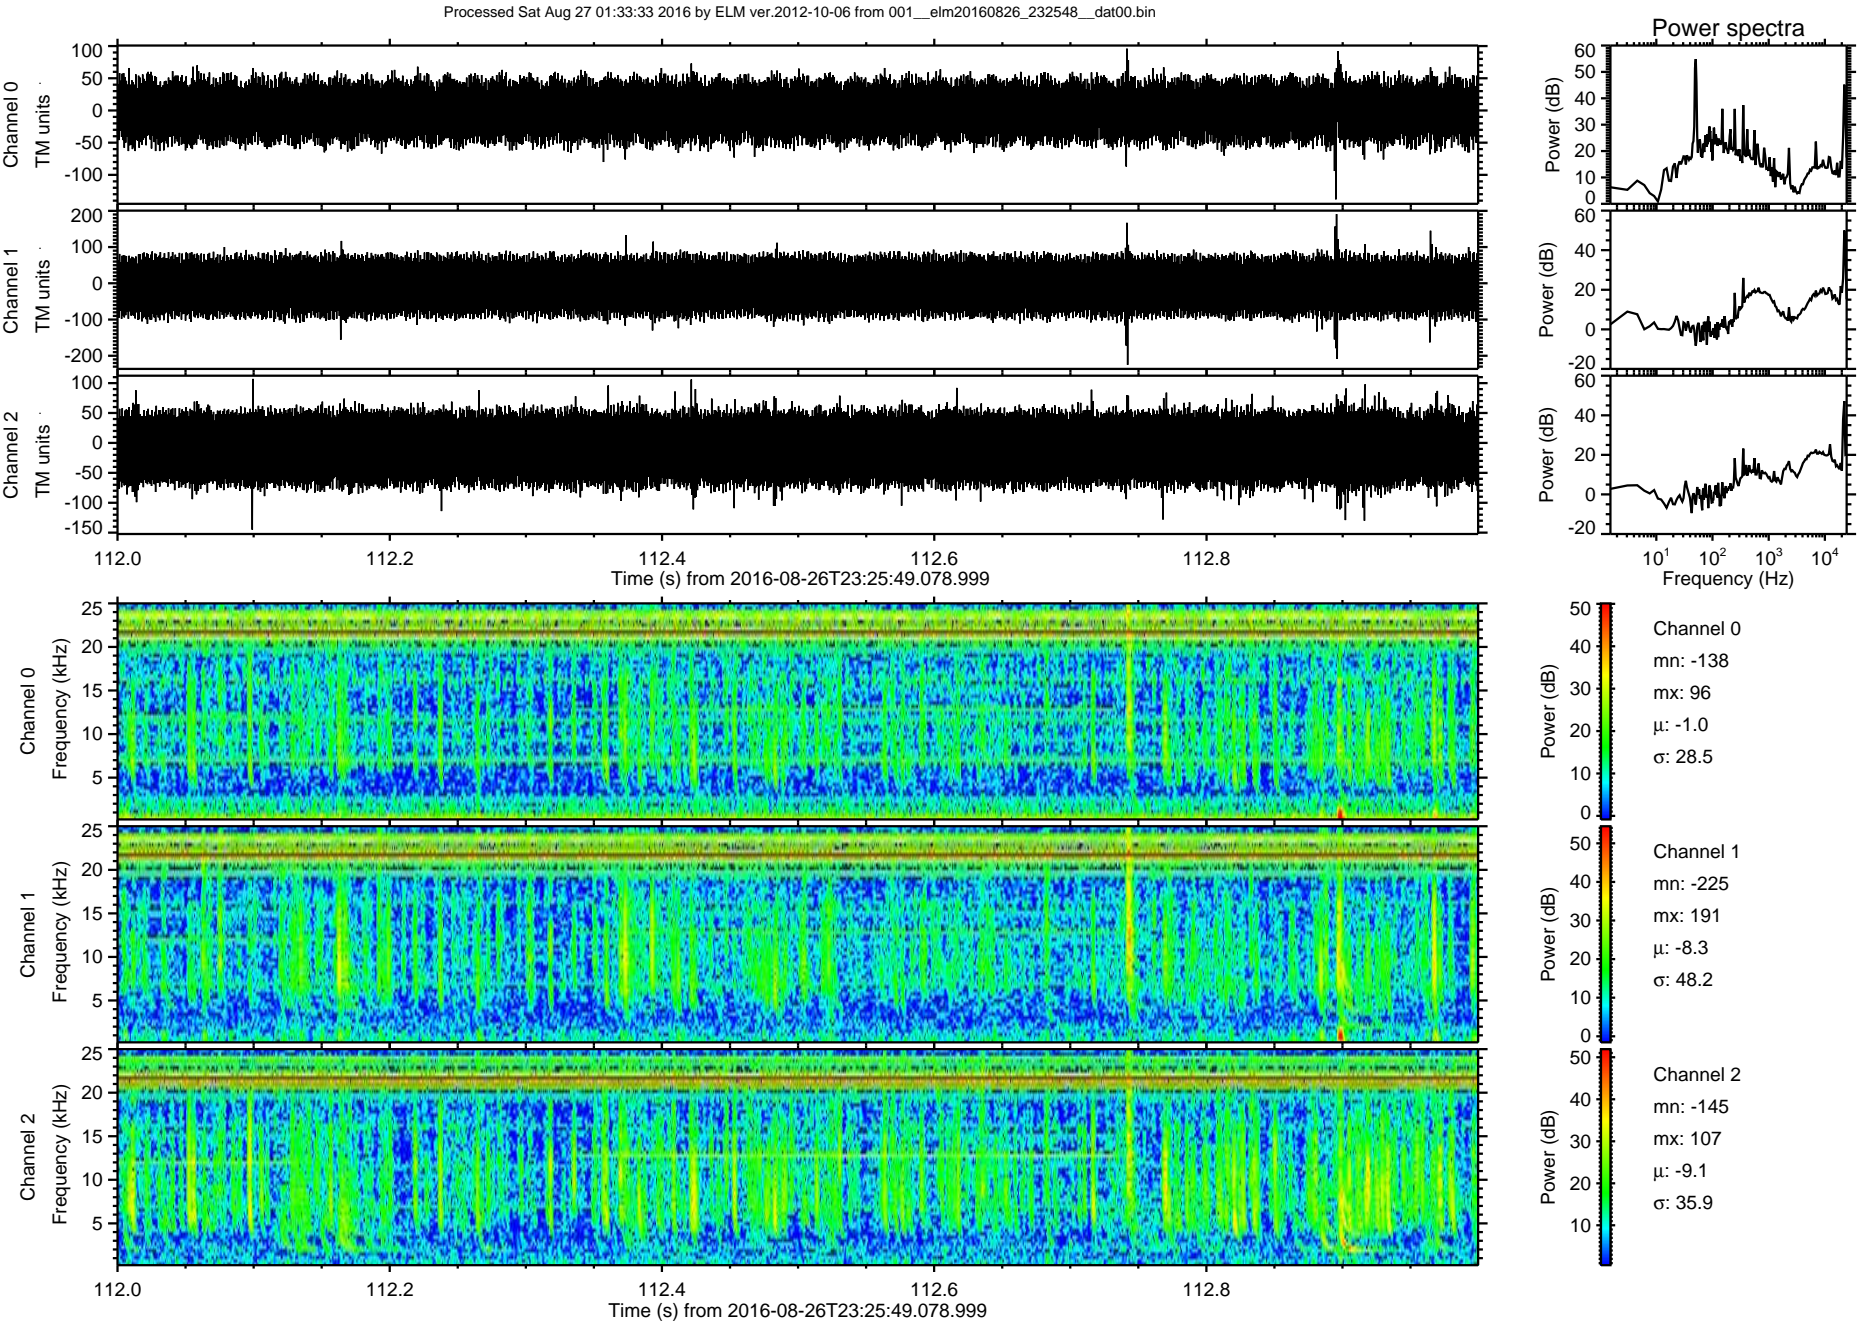 Processed Sat Aug 27 01:33:33 2016 by ELM ver.2012-10-06 from 001__elm20160826_232548__dat00.bin
Power spectra
Channel 0
TM units
100
50
0
-50
-100
Power (dB)
60
50
40
30
20
10
0
Channel 1
TM units
200
100
0
-100
-200
Power (dB)
60
40
20
0
-20
Channel 2
TM units
100
50
0
-50
-100
-150
Power (dB)
60
40
20
0
-20
112.0 112.2 112.4 112.6 112.8
Time (s) from 2016-08-26T23:25:49.078.999
10¹ 10² 10³ 10⁴
Frequency (Hz)
Channel 0
Frequency (kHz)
25
20
15
10
5
Power (dB)
50
40
30
20
10
0
Channel 0
mn: -138
mx: 96
μ: -1.0
σ: 28.5
Channel 1
Frequency (kHz)
25
20
15
10
5
Power (dB)
50
40
30
20
10
0
Channel 1
mn: -225
mx: 191
μ: -8.3
σ: 48.2
Channel 2
Frequency (kHz)
25
20
15
10
5
Power (dB)
50
40
30
20
10
Channel 2
mn: -145
mx: 107
μ: -9.1
σ: 35.9
112.0 112.2 112.4 112.6 112.8
Time (s) from 2016-08-26T23:25:49.078.999